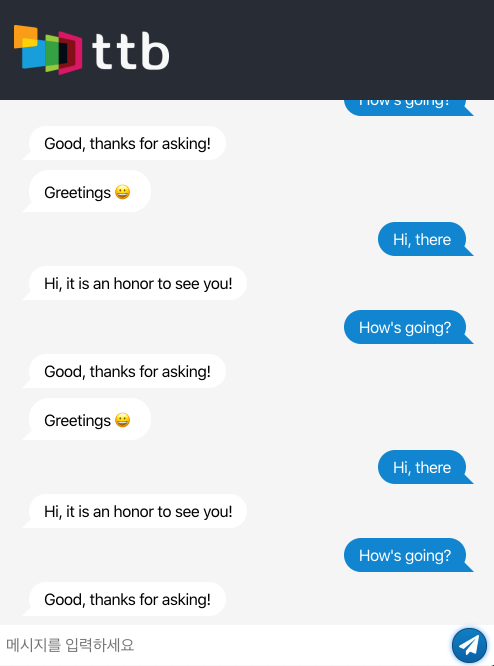 ttb
How's going?
Good, thanks for asking!
Greetings 😀
Hi, there
Hi, it is an honor to see you!
How's going?
Good, thanks for asking!
Greetings 😀
Hi, there
Hi, it is an honor to see you!
How's going?
Good, thanks for asking!
메시지를 입력하세요